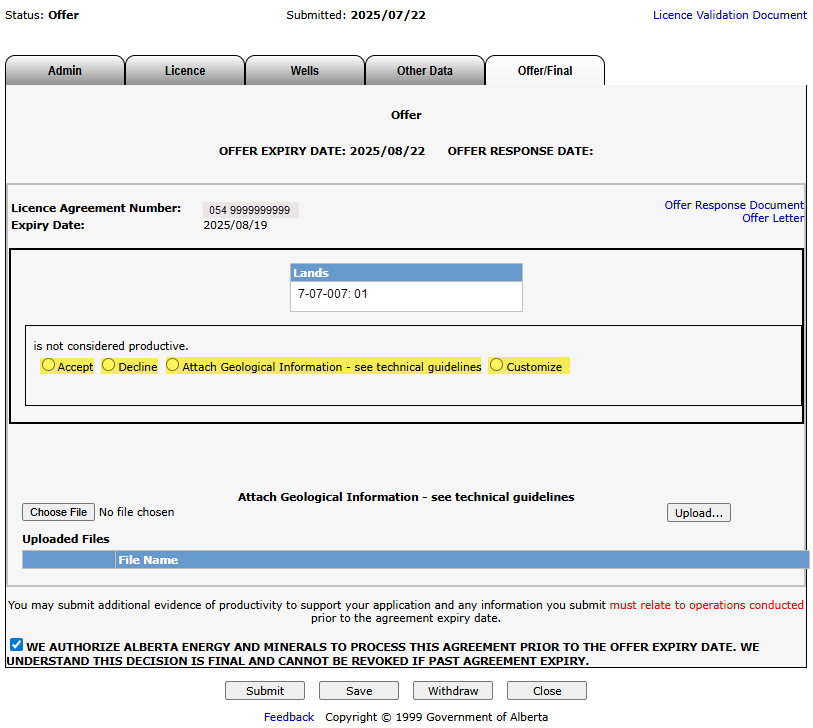 Status: Offer Submitted: 2025/07/22 Licence Validation Document
Admin Licence Wells Other Data Offer/Final
Offer
OFFER EXPIRY DATE: 2025/08/22 OFFER RESPONSE DATE:
Licence Agreement Number: 054 9999999999 Offer Response Document
Offer Letter
Expiry Date: 2025/08/19
Lands
7-07-007: 01
is not considered productive.
Accept Decline Attach Geological Information - see technical guidelines Customize
Attach Geological Information - see technical guidelines
Choose File No file chosen Upload...
Uploaded Files
File Name
You may submit additional evidence of productivity to support your application and any information you submit must relate to operations conducted
prior to the agreement expiry date.
WE AUTHORIZE ALBERTA ENERGY AND MINERALS TO PROCESS THIS AGREEMENT PRIOR TO THE OFFER EXPIRY DATE. WE
UNDERSTAND THIS DECISION IS FINAL AND CANNOT BE REVOKED IF PAST AGREEMENT EXPIRY.
Submit Save Withdraw Close
Feedback Copyright © 1999 Government of Alberta